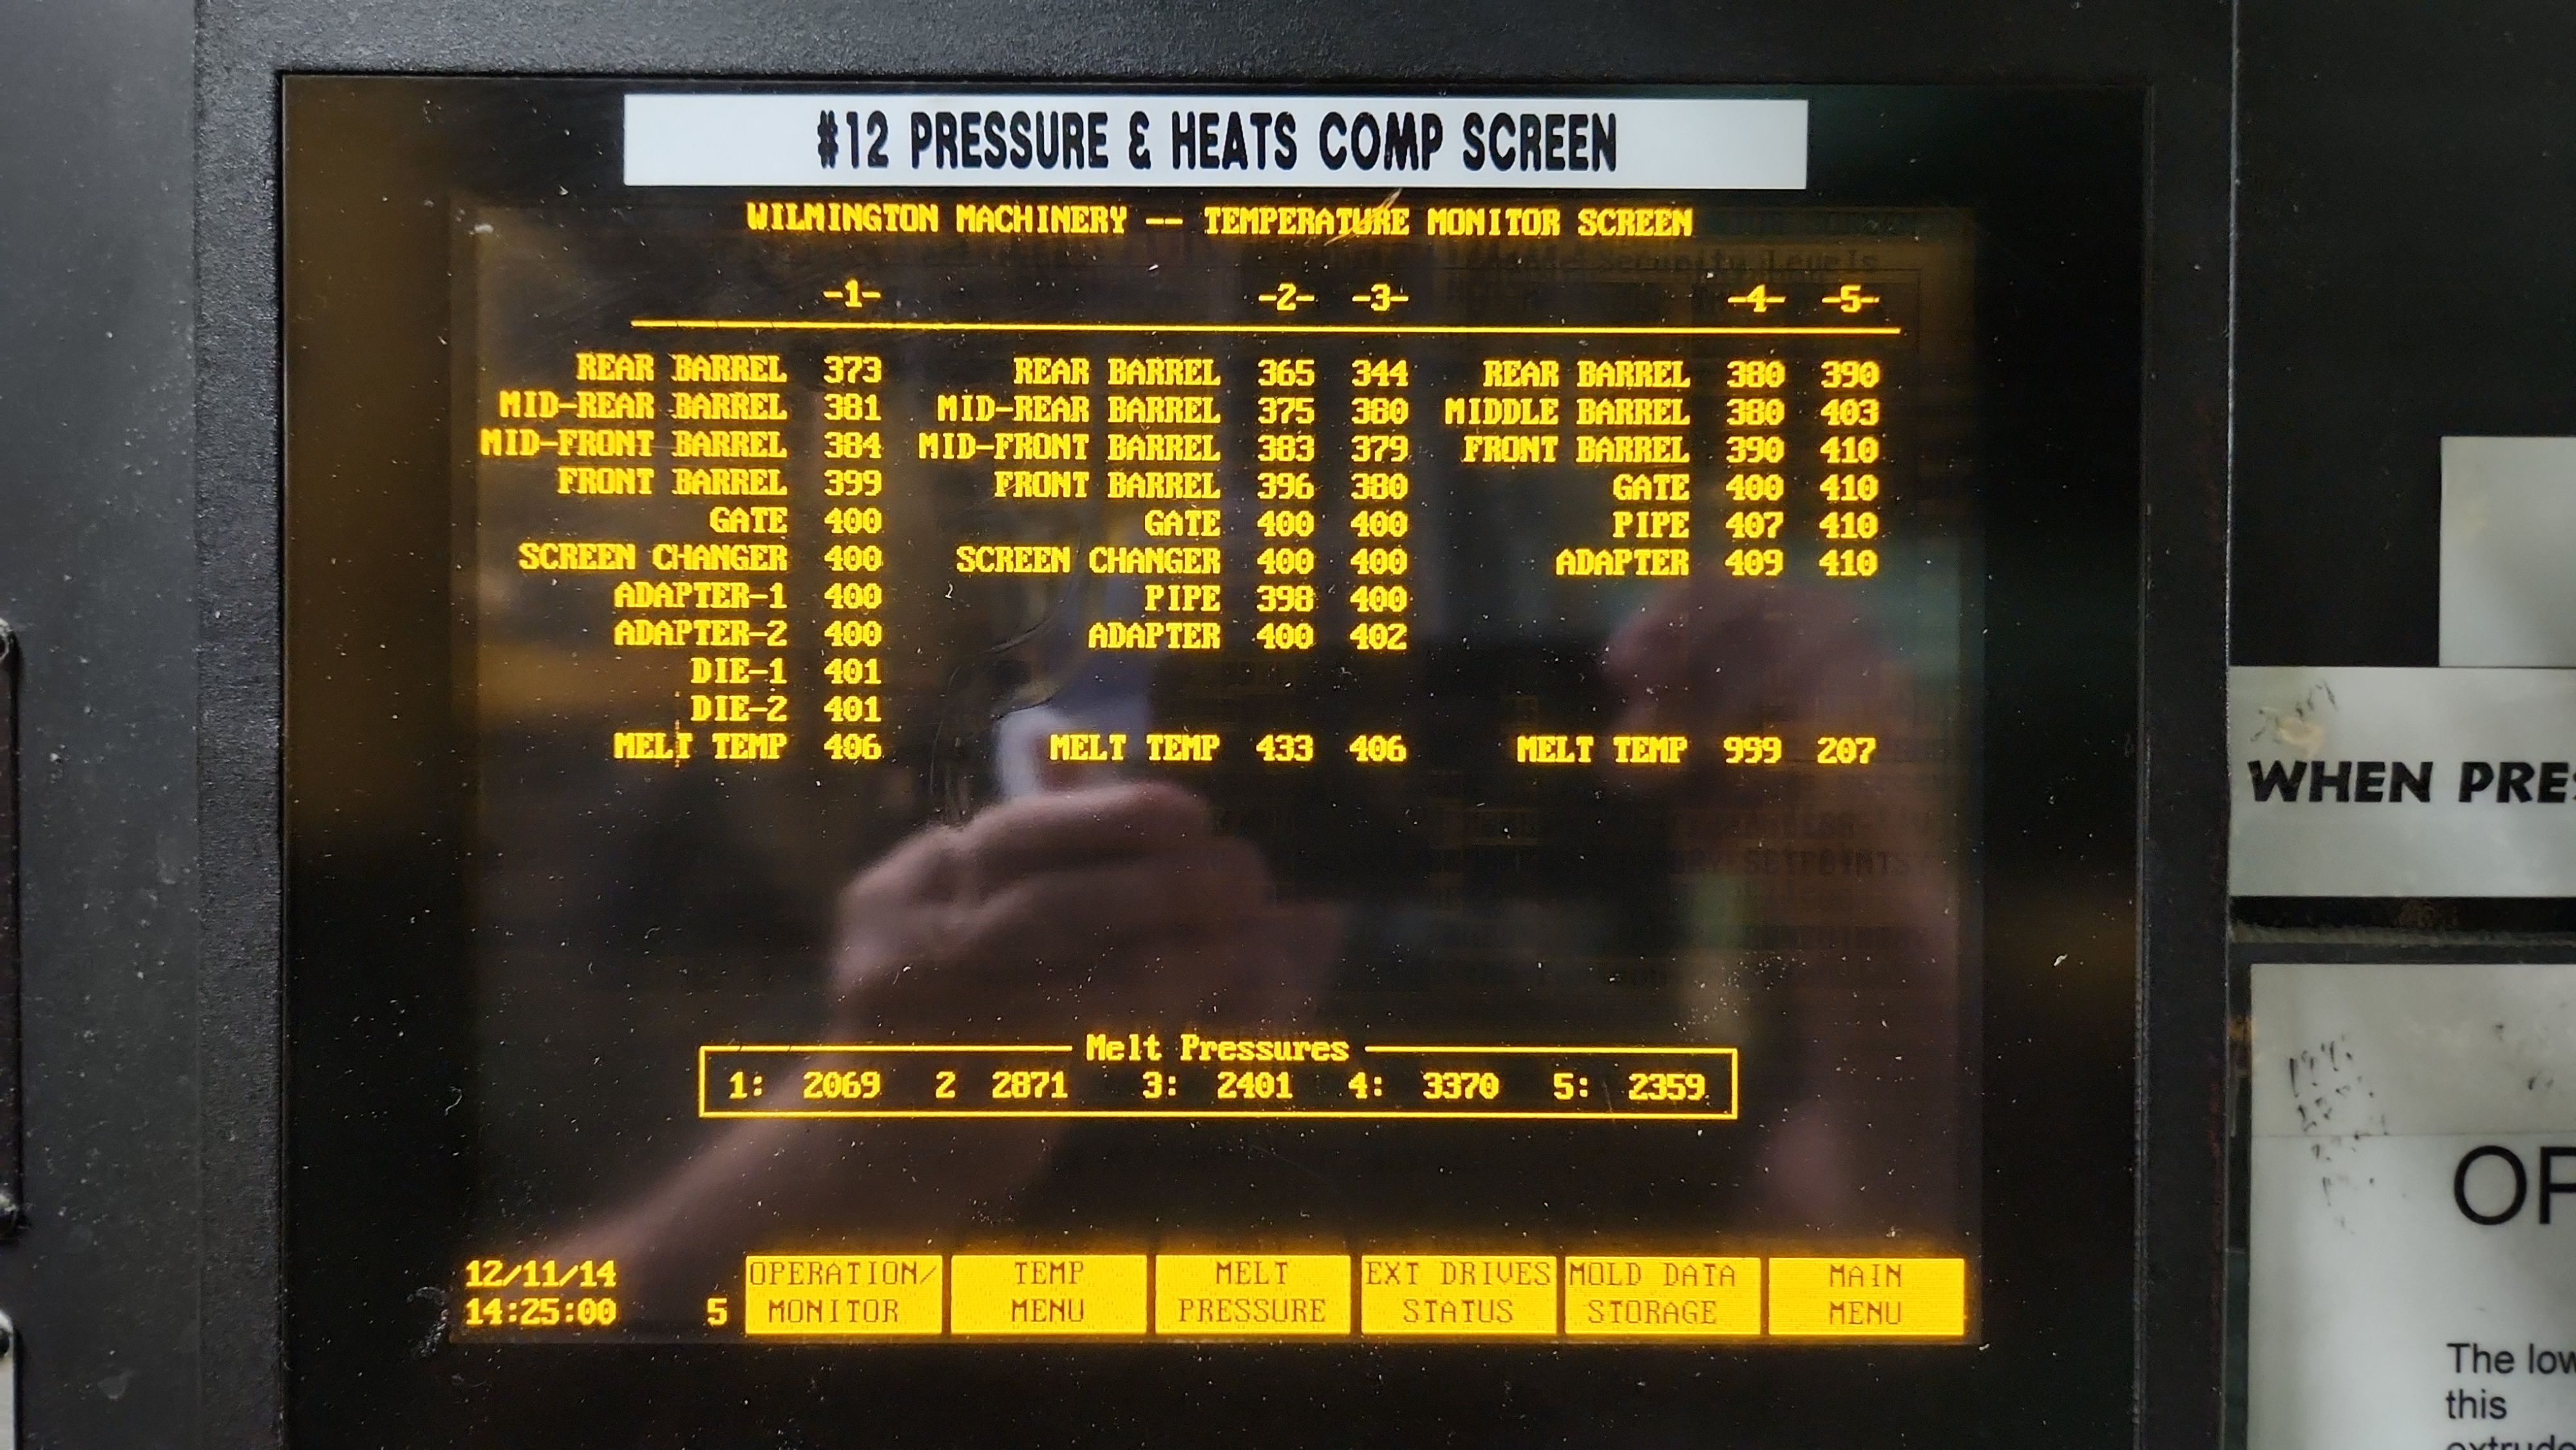 #12 PRESSURE & HEATS COMP SCREEN
WILMINGTON MACHINERY -- TEMPERATURE MONITOR SCREEN
-1- -2- -3- -4- -5-
REAR BARREL 373 REAR BARREL 365 344 REAR BARREL 380 390
MID-REAR BARREL 381 MID-REAR BARREL 375 380 MIDDLE BARREL 380 403
MID-FRONT BARREL 384 MID-FRONT BARREL 383 379 FRONT BARREL 390 410
FRONT BARREL 399 FRONT BARREL 396 380 GATE 400 410
GATE 400 GATE 400 400 PIPE 407 410
SCREEN CHANGER 400 SCREEN CHANGER 400 400 ADAPTER 409 410
ADAPTER-1 400 PIPE 398 400
ADAPTER-2 400 ADAPTER 400 402
DIE-1 401
DIE-2 401
MELT TEMP 406 MELT TEMP 433 406 MELT TEMP 999 207
Melt Pressures
1: 2069 2 2871 3: 2401 4: 3370 5: 2359
12/11/14 OPERATION/ TEMP MELT EXT DRIVES MOLD DATA MAIN
14:25:00 5 MONITOR MENU PRESSURE STATUS STORAGE MENU
WHEN
The
this